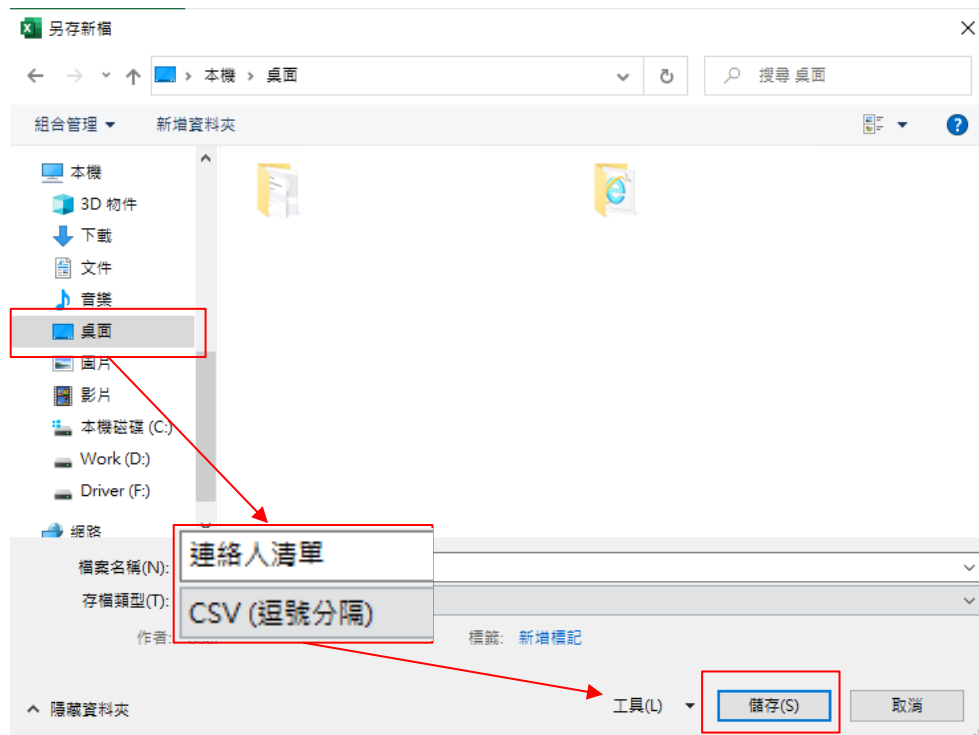 另存新檔
本機 › 桌面
搜尋 桌面
組合管理
新增資料夾
本機
3D 物件
下載
文件
音樂
桌面
圖片
影片
本機磁碟 (C:)
Work (D:)
Driver (F:)
網路
檔案名稱(N):
連絡人清單
存檔類型(T):
CSV (逗號分隔)
作者:
標籤: 新增標記
隱藏資料夾
工具(L)
儲存(S)
取消